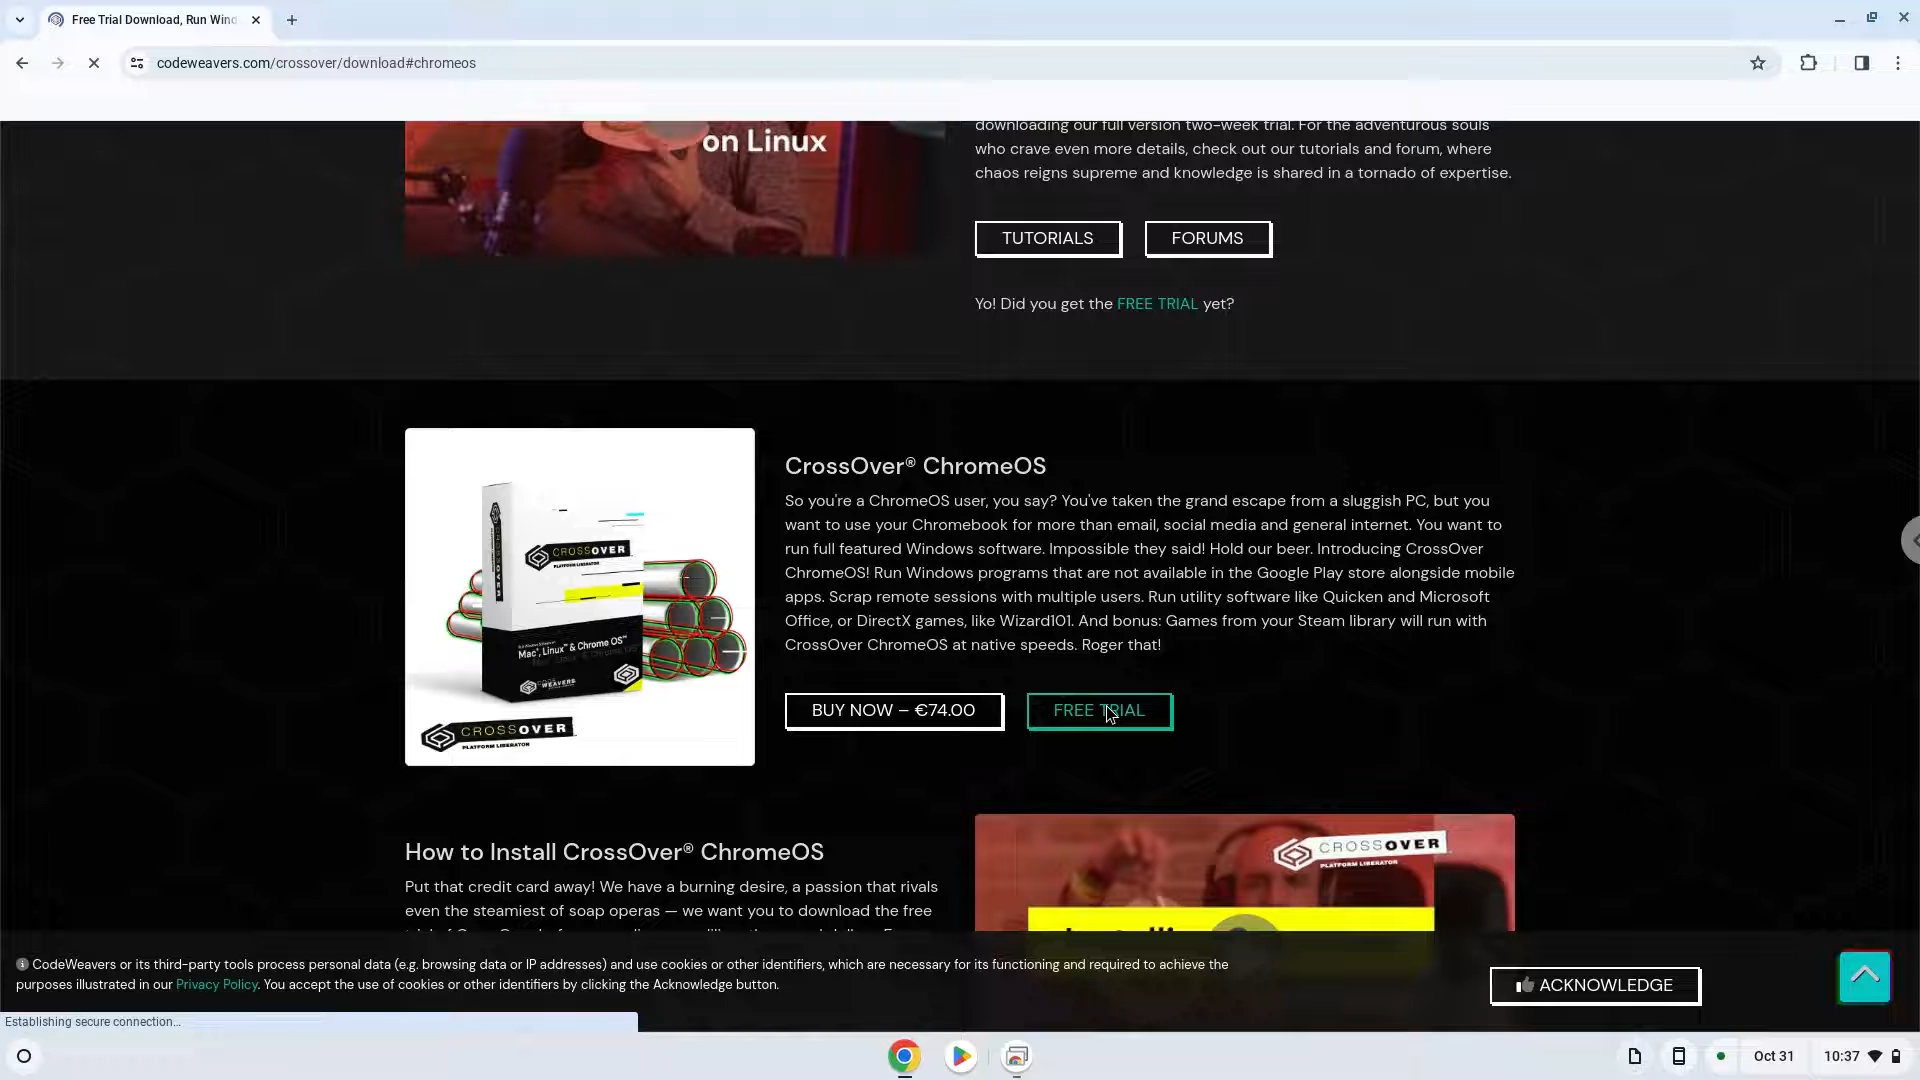 Free Trial Download, Run Wind
codeweavers.com/crossover/download#chromeos
on Linux
downloading our full version two-week trial. For the adventurous souls
who crave even more details, check out our tutorials and forum, where
chaos reigns supreme and knowledge is shared in a tornado of expertise.
TUTORIALS
FORUMS
Yo! Did you get the FREE TRIAL yet?
CROSSOVER
CROSSOVER
PLATFORM LIBERATOR
Mac, Linux™ & Chrome OS™
CODE WEAVERS
CROSSOVER
PLATFORM LIBERATOR
CrossOver® ChromeOS
So you're a ChromeOS user, you say? You've taken the grand escape from a sluggish PC, but you
want to use your Chromebook for more than email, social media and general internet. You want to
run full featured Windows software. Impossible they said! Hold our beer. Introducing CrossOver
ChromeOS! Run Windows programs that are not available in the Google Play store alongside mobile
apps. Scrap remote sessions with multiple users. Run utility software like Quicken and Microsoft
Office, or DirectX games, like Wizard101. And bonus: Games from your Steam library will run with
CrossOver ChromeOS at native speeds. Roger that!
BUY NOW – €74.00
FREE TRIAL
How to Install CrossOver® ChromeOS
Put that credit card away! We have a burning desire, a passion that rivals
even the steamiest of soap operas — we want you to download the free
CROSSOVER
PLATFORM LIBERATOR
CodeWeavers or its third-party tools process personal data (e.g. browsing data or IP addresses) and use cookies or other identifiers, which are necessary for its functioning and required to achieve the
purposes illustrated in our Privacy Policy. You accept the use of cookies or other identifiers by clicking the Acknowledge button.
ACKNOWLEDGE
Establishing secure connection...
Oct 31
10:37